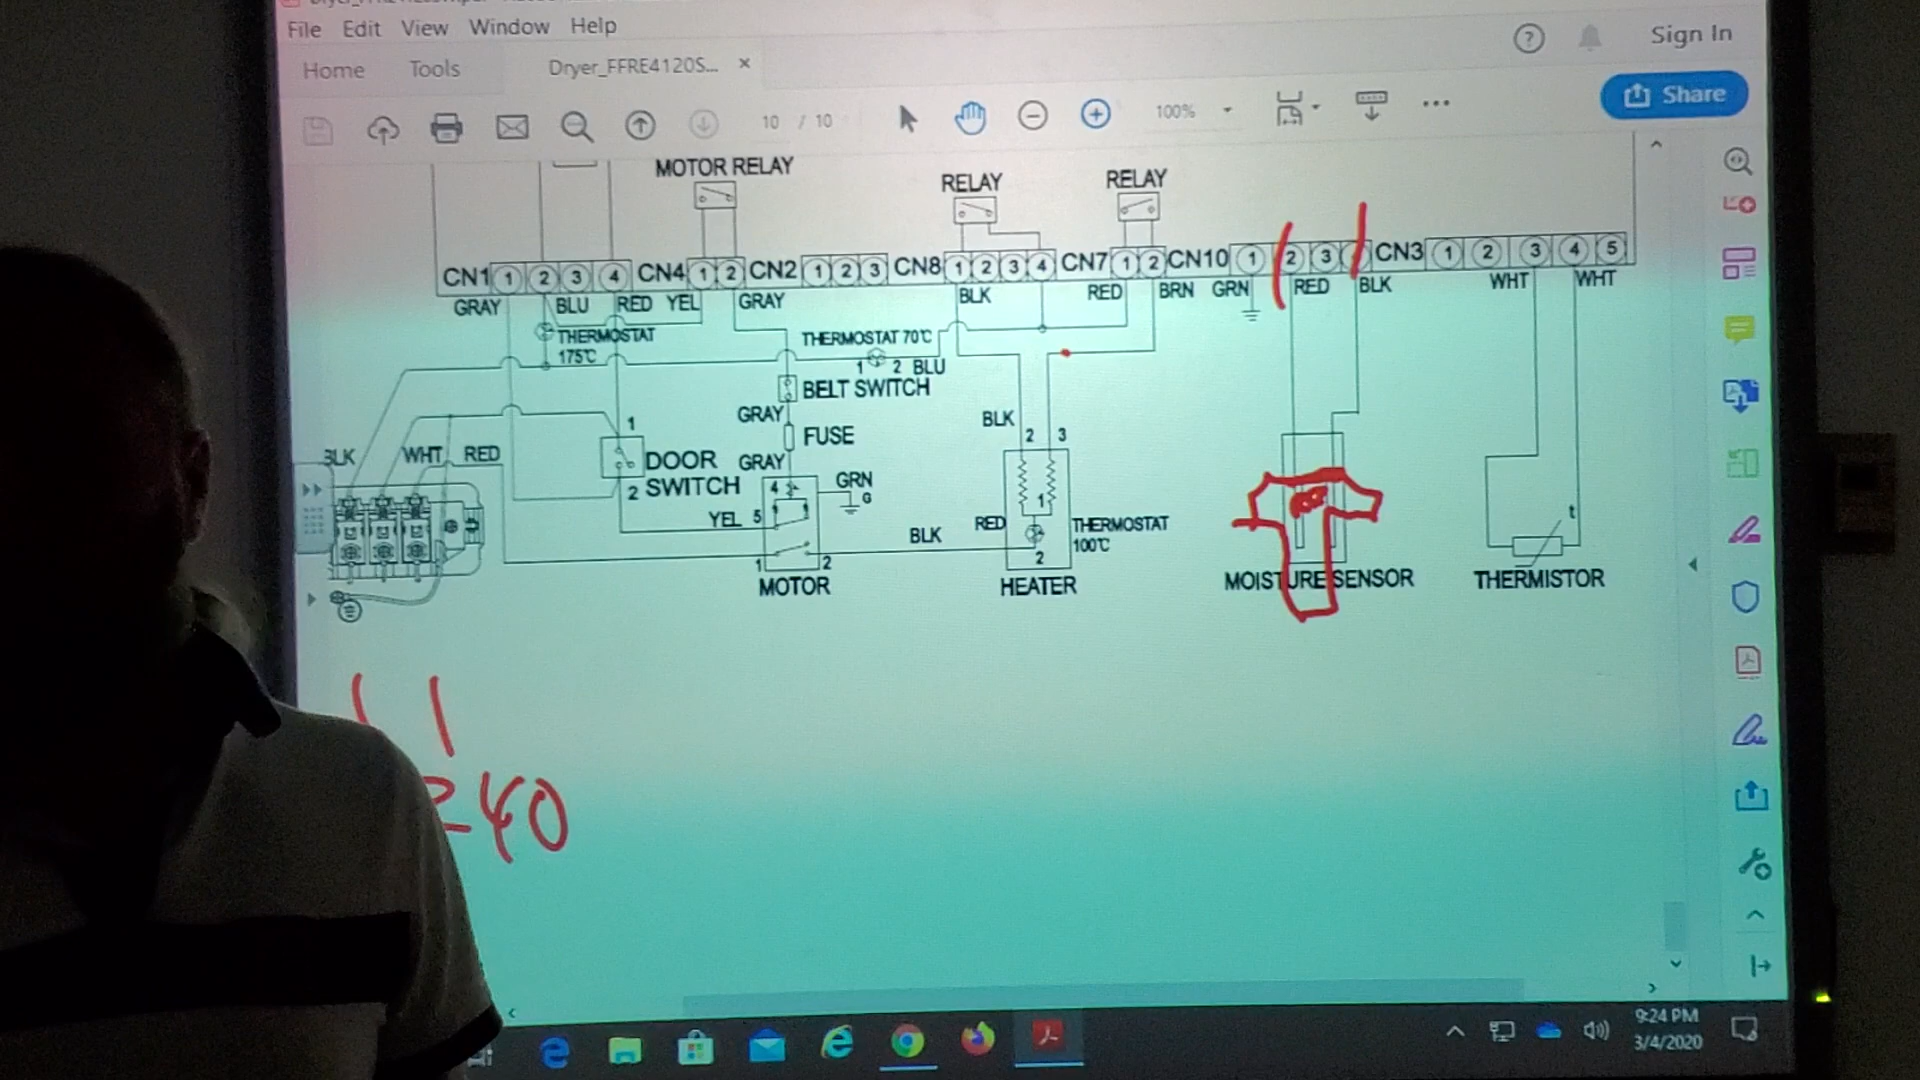 File Edit View Window Help
Sign In
Home Tools Dryer_FFRE4120S... ×
10 / 10 100% Share
MOTOR RELAY RELAY RELAY
CN1 1 2 3 4 CN4 1 2 CN2 1 2 3 CN8 1 2 3 4 CN7 1 2 CN10 1 2 3 CN3 1 2 3 4 5
GRAY BLU RED YEL GRAY BLK RED BRN GRN RED BLK WHT WHT
THERMOSTAT
175℃
THERMOSTAT 70℃
1 2 BLU
BELT SWITCH
GRAY
FUSE
BLK
2 3
1
BLK WHT RED
DOOR
2 SWITCH
GRAY
4
GRN
G
YEL 5
BLK
RED
1
THERMOSTAT
100℃
2
t
1 2
MOTOR HEATER MOISTURE SENSOR THERMISTOR
240
9:24 PM
3/4/2020